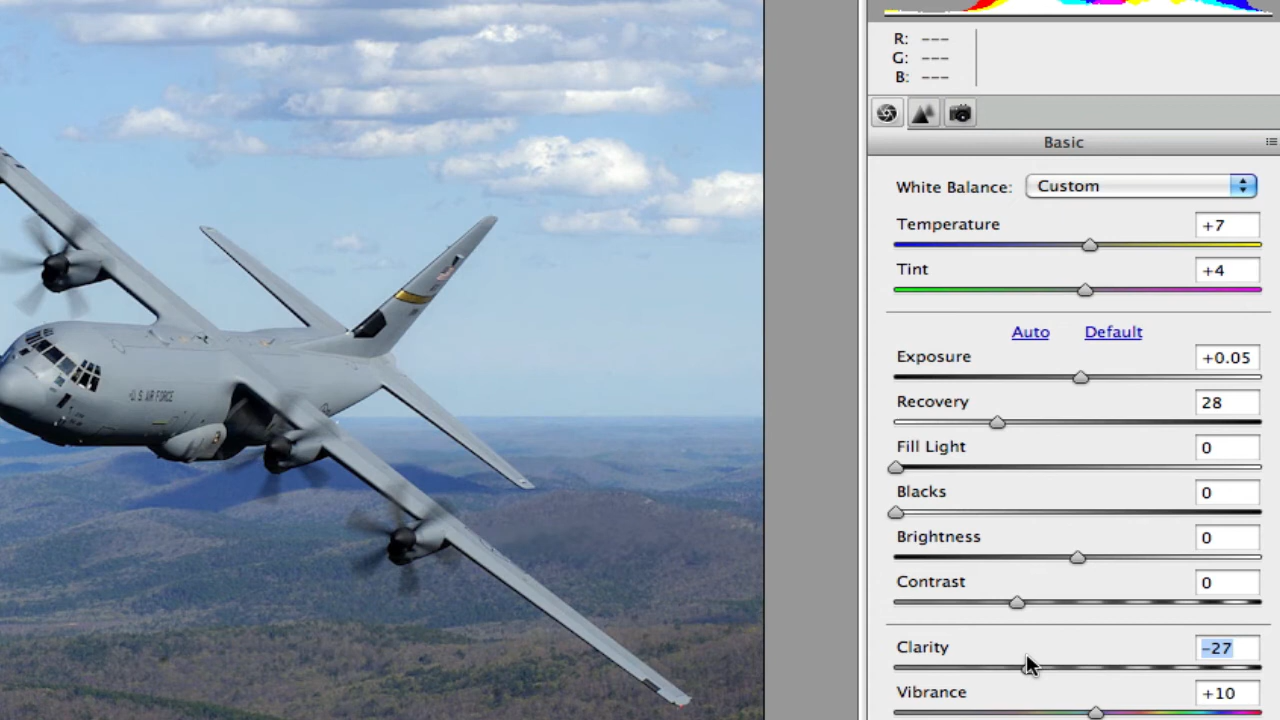 R: ---
G: ---
B: ---
Basic
White Balance: Custom
Temperature +7
Tint +4
Auto Default
Exposure +0.05
Recovery 28
Fill Light 0
Blacks 0
Brightness 0
Contrast 0
Clarity -27
Vibrance +10
U.S. AIR FORCE